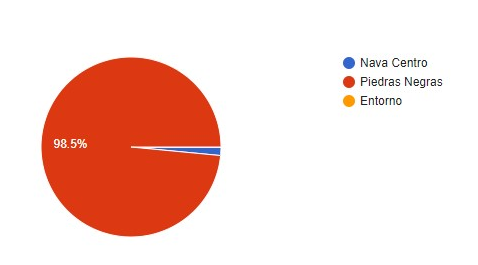 Nava Centro
Piedras Negras
Entorno
98.5%